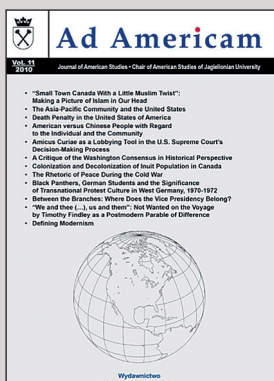 Ad Americam
Vol. 11
2010
Journal of American Studies • Chair of American Studies of Jagiellonian University
• “Small Town Canada With a Little Muslim Twist”:
Making a Picture of Islam in Our Head
• The Asia-Pacific Community and the United States
• Death Penalty in the United States of America
• American versus Chinese People with Regard
to the Individual and the Community
• Amicus Curiae as a Lobbying Tool in the U.S. Supreme Court’s
Decision-Making Process
• A Critique of the Washington Consensus in Historical Perspective
• Colonization and Decolonization of Inuit Population in Canada
• The Rhetoric of Peace During the Cold War
• Black Panthers, German Students and the Significance
of Transnational Protest Culture in West Germany, 1970-1972
• Between the Branches: Where Does the Vice Presidency Belong?
• “We and thee (…), us and them”: Not Wanted on the Voyage
by Timothy Findley as a Postmodern Parable of Difference
• Defining Modernism
Wydawnictwo